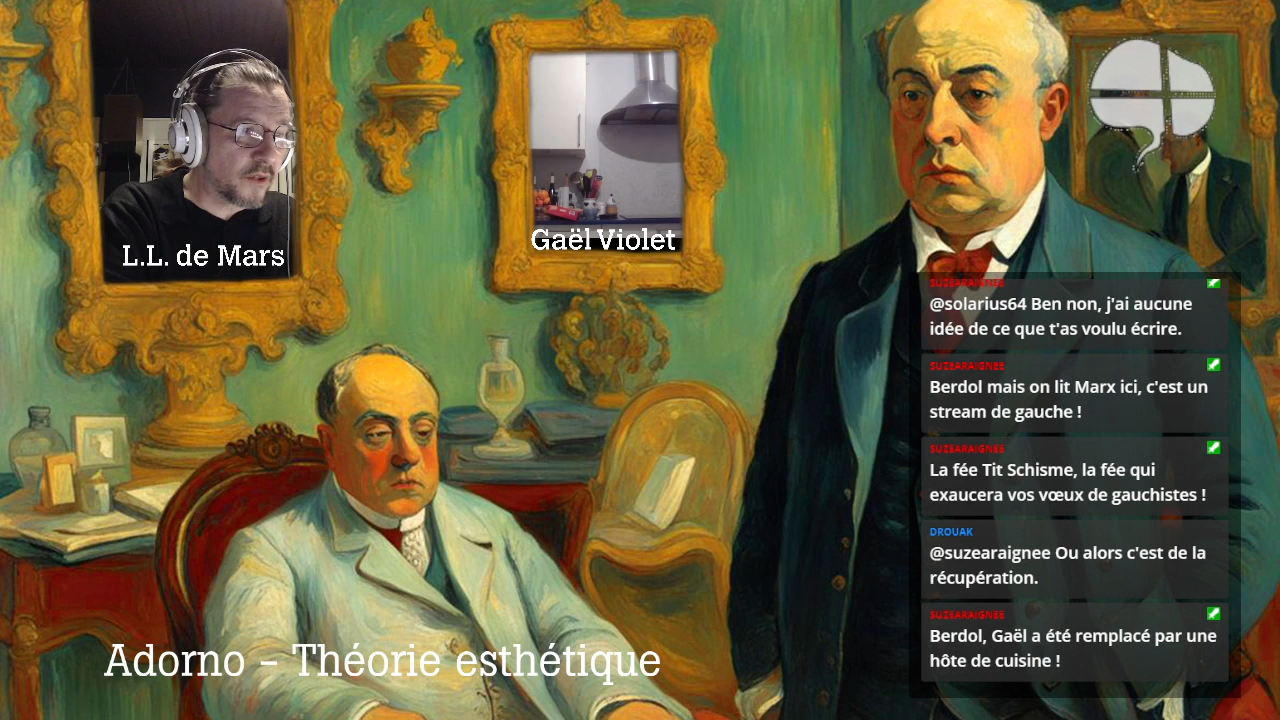 L.L. de Mars
Gaël Violet
SUZEARAIGNEE
@solarius64 Ben non, j'ai aucune
idée de ce que t'as voulu écrire.
SUZEARAIGNEE
Berdol mais on lit Marx ici, c'est un
stream de gauche !
SUZEARAIGNEE
La fée Tit Schisme, la fée qui
exaucera vos vœux de gauchistes !
DROUAK
@suzearaignee Ou alors c'est de la
récupération.
SUZEARAIGNEE
Berdol, Gaël a été remplacé par une
hôte de cuisine !
Adorno – Théorie esthétique